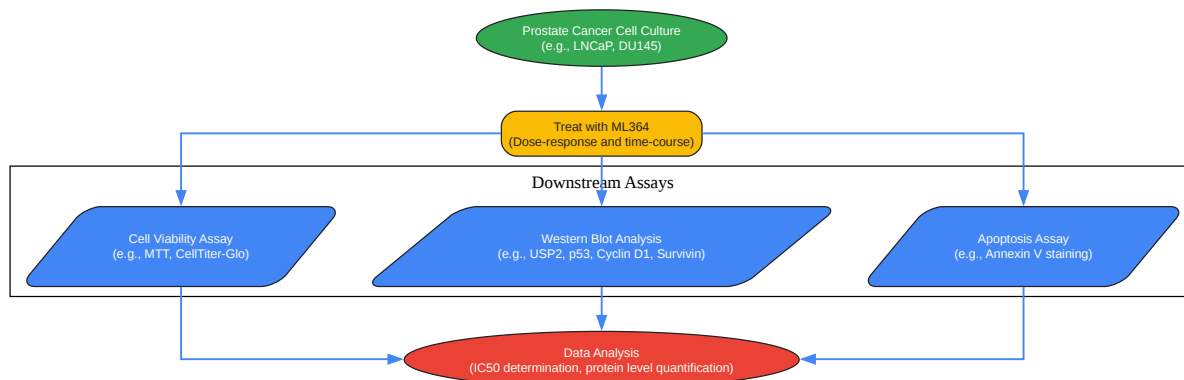 Prostate Cancer Cell Culture
(e.g., LNCaP, DU145)
Treat with ML364
(Dose-response and time-course)
Downstream Assays
Cell Viability Assay
(e.g., MTT, CellTiter-Glo)
Western Blot Analysis
(e.g., USP2, p53, Cyclin D1, Survivin)
Apoptosis Assay
(e.g., Annexin V staining)
Data Analysis
(IC50 determination, protein level quantification)